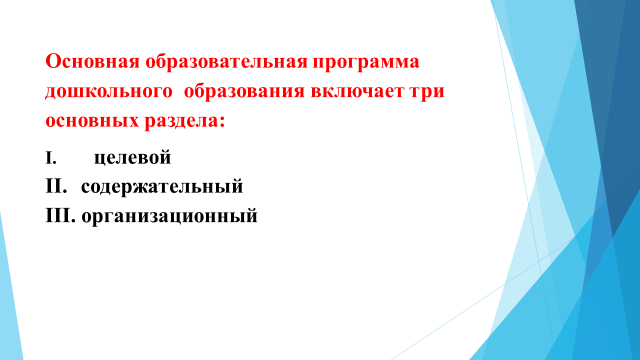 Основная образовательная программа
дошкольного образования включает три
основных раздела:
I. целевой
II. содержательный
III. организационный